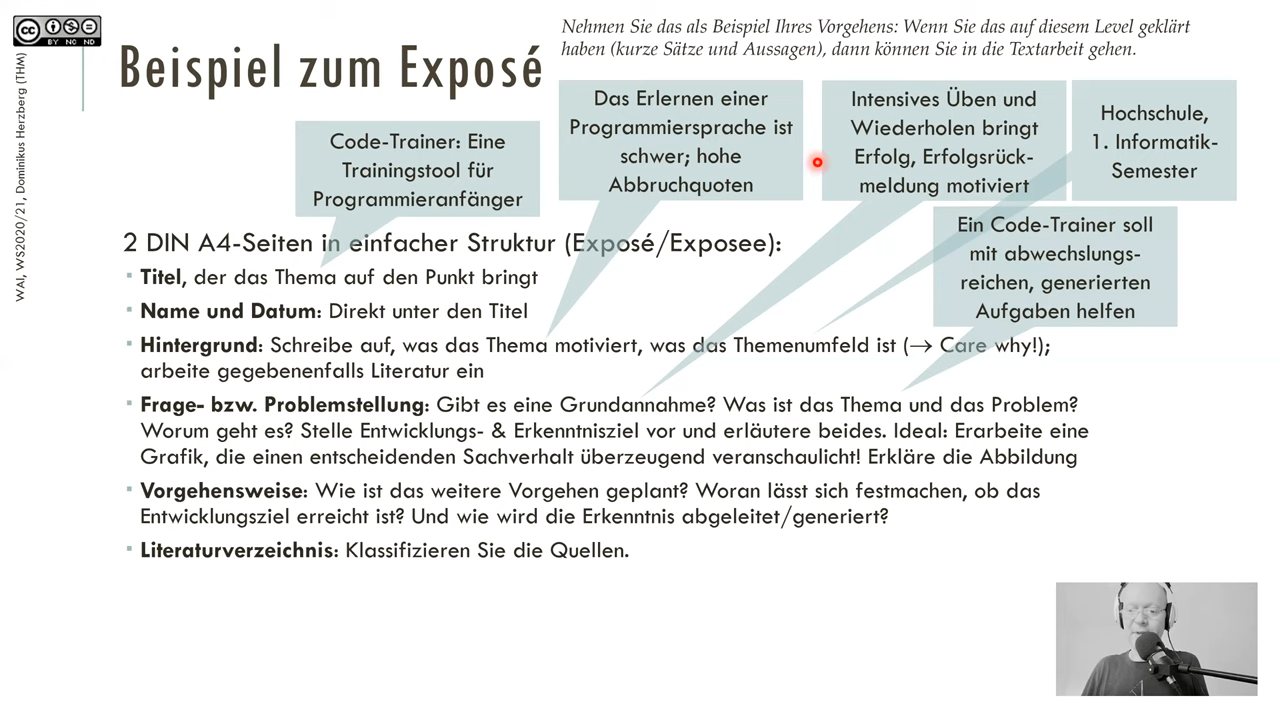 BY NC ND
WAI, WS2020/21, Dominikus Herzberg (THM)
Beispiel zum Exposé
Nehmen Sie das als Beispiel Ihres Vorgehens: Wenn Sie das auf diesem Level geklärt
haben (kurze Sätze und Aussagen), dann können Sie in die Textarbeit gehen.
Code-Trainer: Eine
Trainingstool für
Programmieranfänger
Das Erlernen einer
Programmiersprache ist
schwer; hohe
Abbruchquoten
Intensives Üben und
Wiederholen bringt
Erfolg, Erfolgsrück-
meldung motiviert
Hochschule,
1. Informatik-
Semester
Ein Code-Trainer soll
mit abwechslungs-
reichen, generierten
Aufgaben helfen
2 DIN A4-Seiten in einfacher Struktur (Exposé/Exposee):
▪ Titel, der das Thema auf den Punkt bringt
▪ Name und Datum: Direkt unter den Titel
▪ Hintergrund: Schreibe auf, was das Thema motiviert, was das Themenumfeld ist (→ Care why!);
arbeite gegebenenfalls Literatur ein
▪ Frage- bzw. Problemstellung: Gibt es eine Grundannahme? Was ist das Thema und das Problem?
Worum geht es? Stelle Entwicklungs- & Erkenntnisziel vor und erläutere beides. Ideal: Erarbeite eine
Grafik, die einen entscheidenden Sachverhalt überzeugend veranschaulicht! Erkläre die Abbildung
▪ Vorgehensweise: Wie ist das weitere Vorgehen geplant? Woran lässt sich festmachen, ob das
Entwicklungsziel erreicht ist? Und wie wird die Erkenntnis abgeleitet/generiert?
▪ Literaturverzeichnis: Klassifizieren Sie die Quellen.